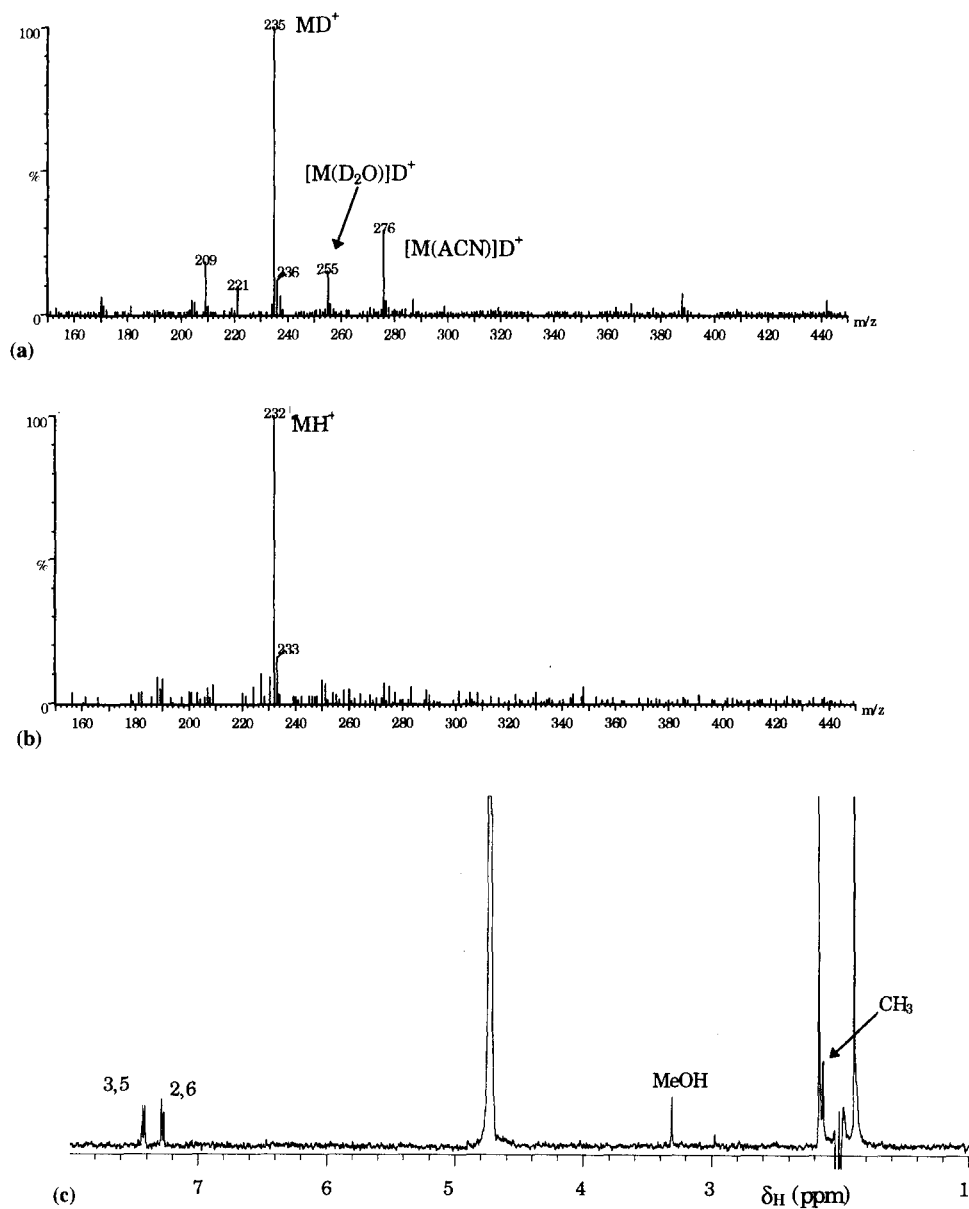 100
235 MD⁺
%
[M(D₂O)]D⁺
276
[M(ACN)]D⁺
209
221
236
255
0
160 180 200 220 240 260 280 300 320 340 360 380 400 420 440 m/z
(a)
100
232 MH⁺
%
233
0
160 180 200 220 240 260 280 300 320 340 360 380 400 420 440 m/z
(b)
CH₃
3,5
2,6
MeOH
7 6 5 4 3 δH (ppm) 1
(c)